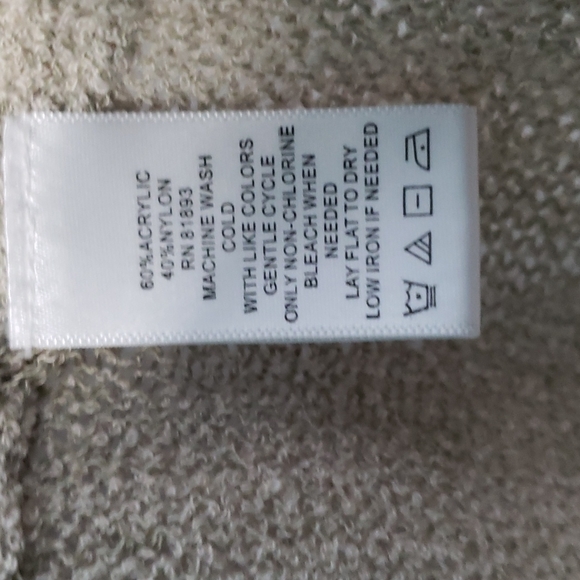 60%ACRYLIC
40%NYLON
RN 81893
MACHINE WASH
COLD
WITH LIKE COLORS
GENTLE CYCLE
ONLY NON-CHLORINE
BLEACH WHEN
NEEDED
LAY FLAT TO DRY
LOW IRON IF NEEDED